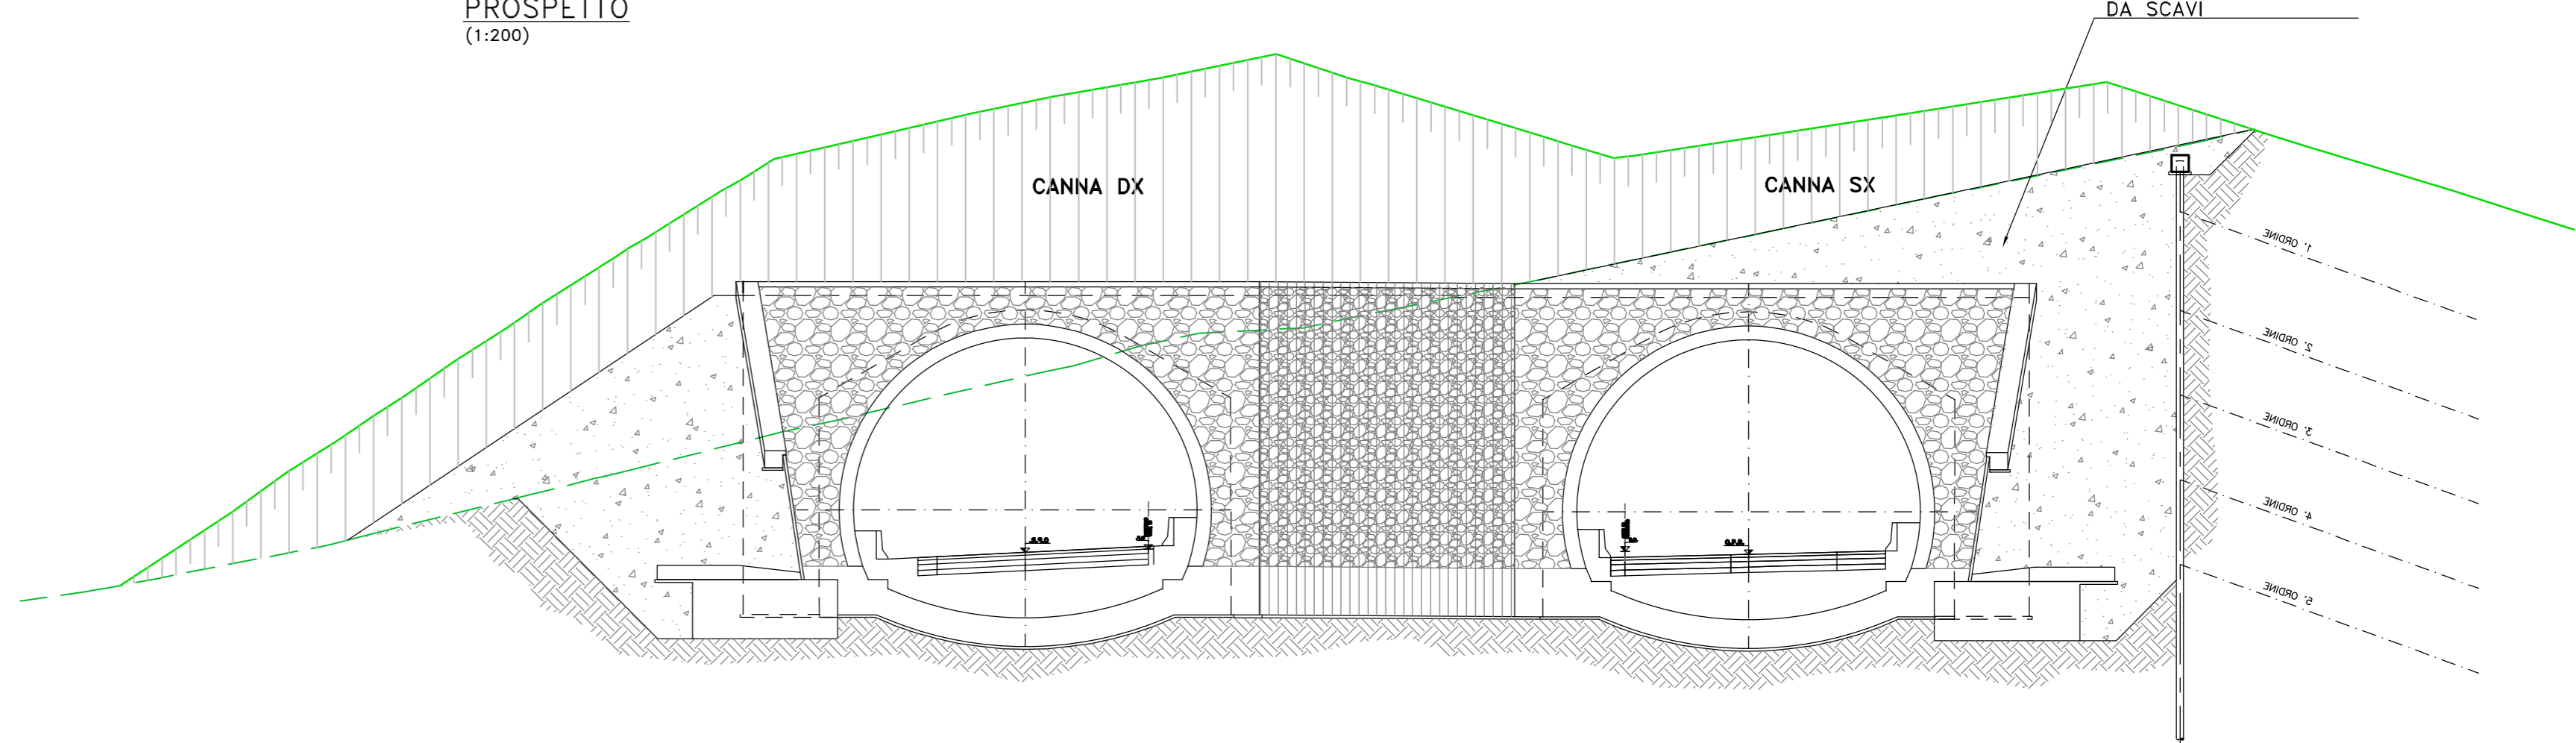 PROSPETTO
(1:200)
DA SCAVI
CANNA DX
CANNA SX
1° ORDINE
2° ORDINE
3° ORDINE
4° ORDINE
5° ORDINE